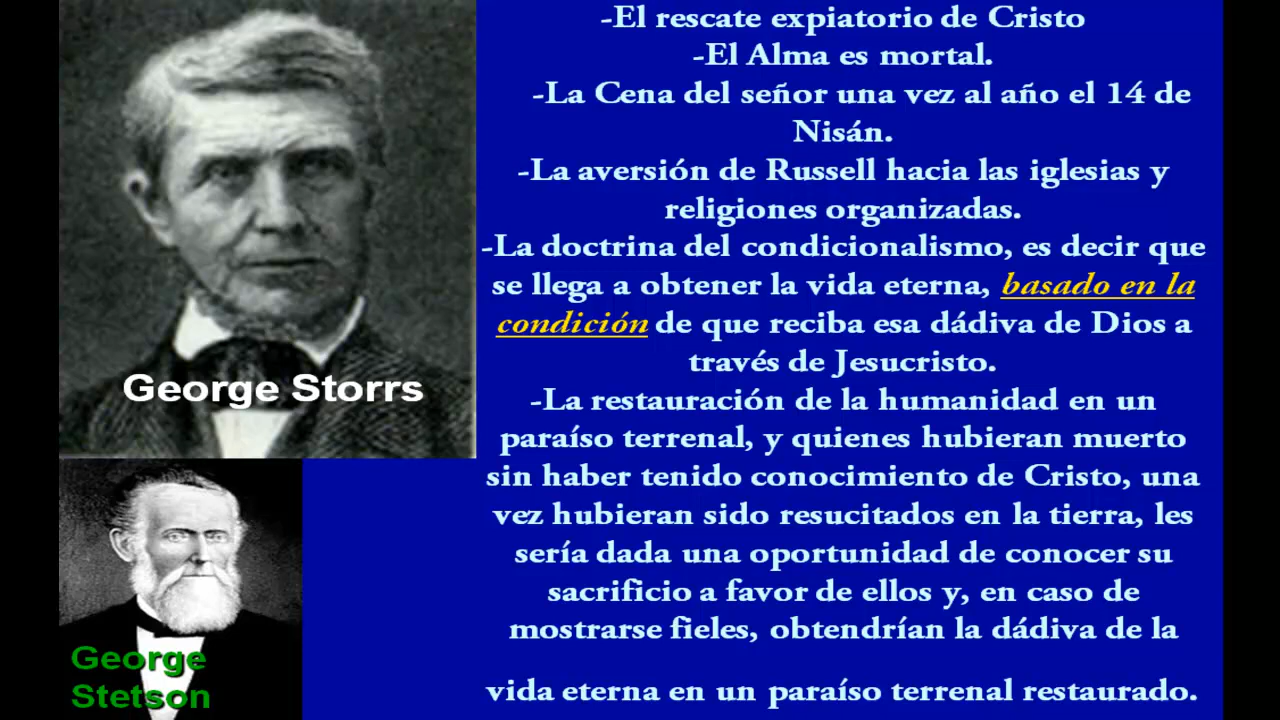 -El rescate expiatorio de Cristo
-El Alma es mortal.
-La Cena del señor una vez al año el 14 de
Nisán.
-La aversión de Russell hacia las iglesias y
religiones organizadas.
-La doctrina del condicionalismo, es decir que
se llega a obtener la vida eterna, basado en la
condición de que reciba esa dádiva de Dios a
través de Jesucristo.
-La restauración de la humanidad en un
paraíso terrenal, y quienes hubieran muerto
sin haber tenido conocimiento de Cristo, una
vez hubieran sido resucitados en la tierra, les
sería dada una oportunidad de conocer su
sacrificio a favor de ellos y, en caso de
mostrarse fieles, obtendrían la dádiva de la
vida eterna en un paraíso terrenal restaurado.
George Storrs
George
Stetson